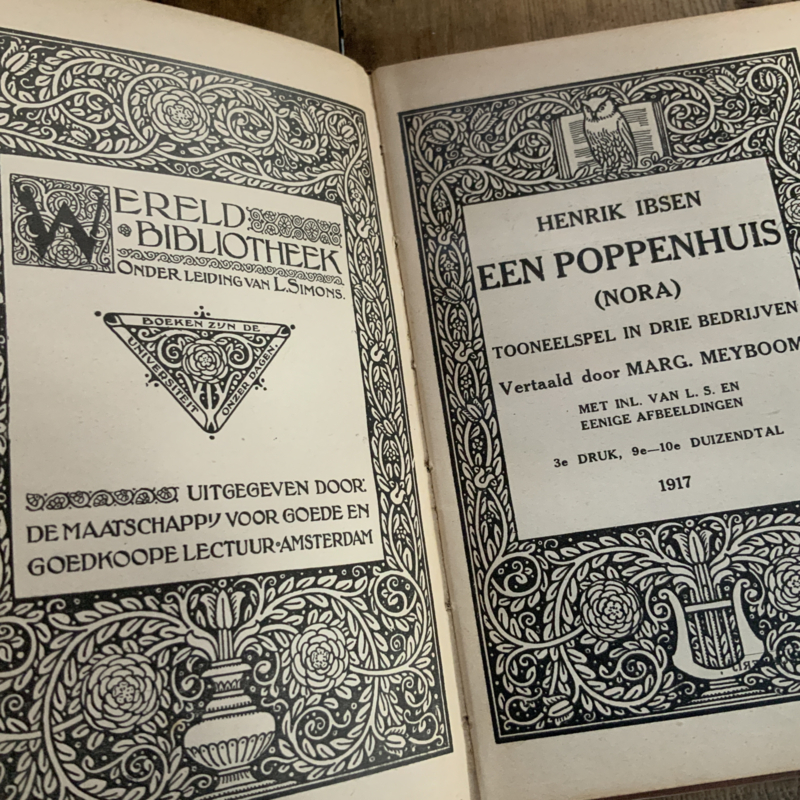 WERELD
BIBLIOTHEEK
ONDER LEIDING VAN L. SIMONS.
BOEKEN ZIJN DE
UNIVERSITEIT
ONZER DAGEN.
UITGEGEVEN DOOR:
DE MAATSCHAPPIJ VOOR GOEDE EN
GOEDKOOPE LECTUUR • AMSTERDAM
HENRIK IBSEN
EEN POPPENHUIS
(NORA)
TOONEELSPEL IN DRIE BEDRIJVEN
Vertaald door MARG. MEYBOOM
MET INL. VAN L. S. EN
EENIGE AFBEELDINGEN
3e DRUK, 9e—10e DUIZENDTAL
1917